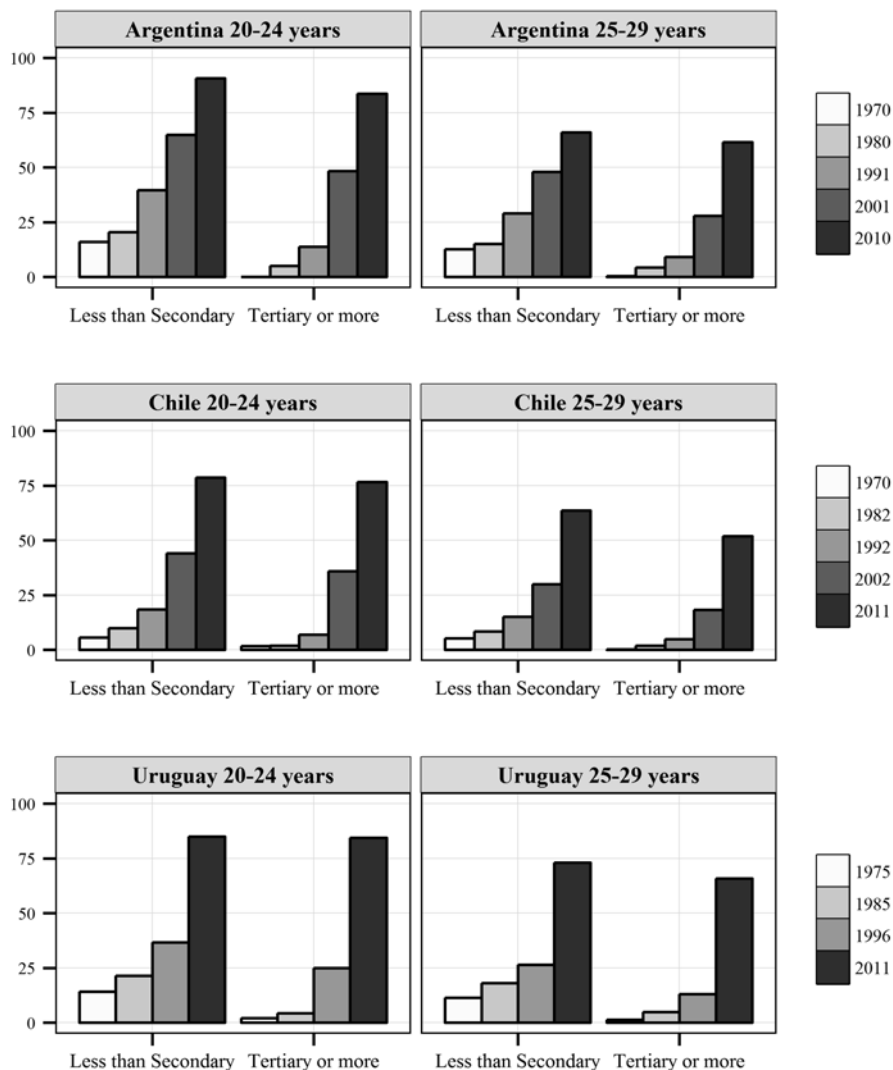 Argentina 20-24 years
Argentina 25-29 years
100
75
50
25
0
Less than Secondary
Tertiary or more
Less than Secondary
Tertiary or more
1970
1980
1991
2001
2010
Chile 20-24 years
Chile 25-29 years
100
75
50
25
0
Less than Secondary
Tertiary or more
Less than Secondary
Tertiary or more
1970
1982
1992
2002
2011
Uruguay 20-24 years
Uruguay 25-29 years
100
75
50
25
0
Less than Secondary
Tertiary or more
Less than Secondary
Tertiary or more
1975
1985
1996
2011